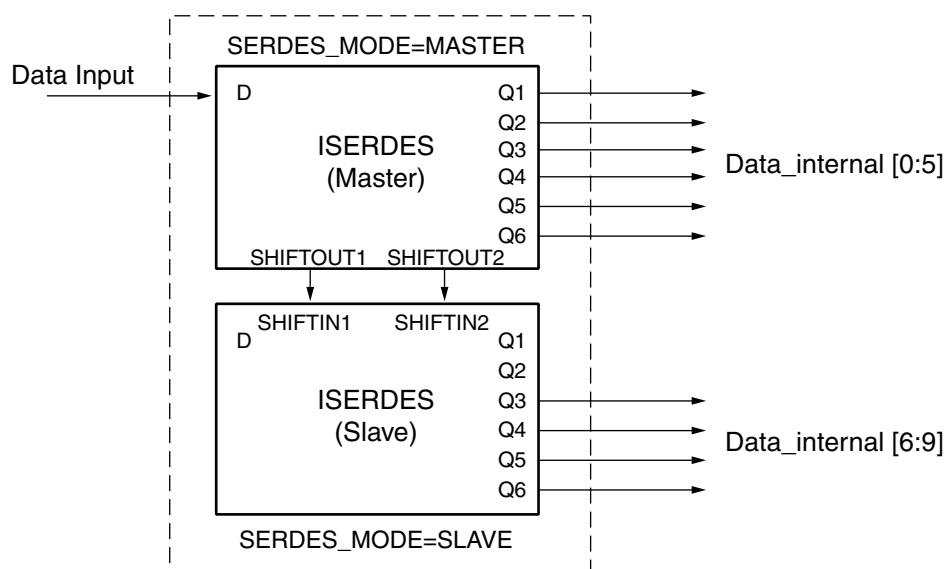 SERDES_MODE=MASTER
Data Input
D
Q1
Q2
ISERDES
(Master)
Q3
Q4
Q5
Q6
Data_internal [0:5]
SHIFTOUT1 SHIFTOUT2
SHIFTIN1 SHIFTIN2
D
Q1
Q2
ISERDES
(Slave)
Q3
Q4
Q5
Q6
Data_internal [6:9]
SERDES_MODE=SLAVE